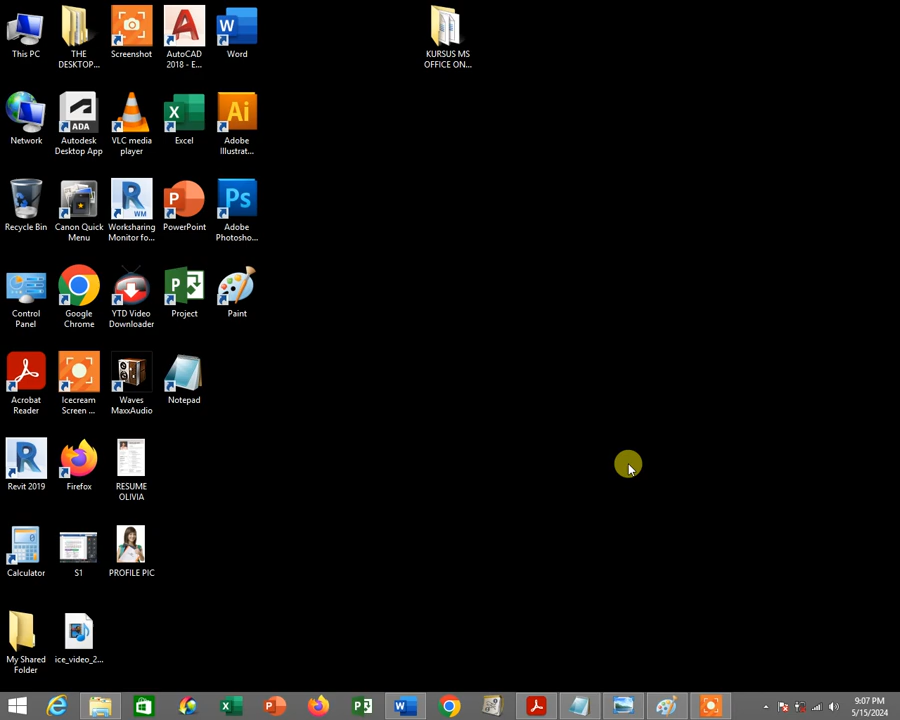 This PC
THE
DESKTOP...
Screenshot
AutoCAD
2018 - E...
Word
KURSUS MS
OFFICE ON...
Network
Autodesk
Desktop App
ADA
VLC media
player
Excel
Adobe
Illustrat...
Recycle Bin
Canon Quick
Menu
Worksharing
Monitor fo...
PowerPoint
Adobe
Photosho...
Control
Panel
Google
Chrome
YTD Video
Downloader
Project
Paint
Acrobat
Reader
Icecream
Screen ...
Waves
MaxxAudio
Notepad
Revit 2019
Firefox
RESUME
OLIVIA
Calculator
S1
PROFILE PIC
My Shared
Folder
ice_video_2...
9:07 PM
5/15/2024